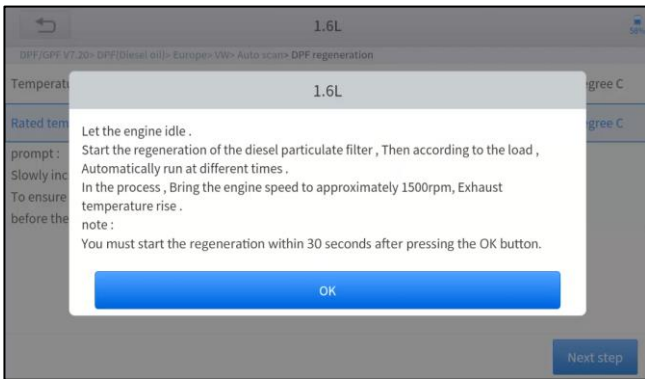 1.6L
58%
DPF/GPF V7.20> DPF(Diesel oil)> Europe> VW> Auto scan> DPF regeneration
1.6L
gree C
Rated tem
egree C
Let the engine idle .
Start the regeneration of the diesel particulate filter , Then according to the load ,
Automatically run at different times .
In the process , Bring the engine speed to approximately 1500rpm, Exhaust
temperature rise .
note :
You must start the regeneration within 30 seconds after pressing the OK button.
prompt :
Slowly inc
To ensure
before the
OK
Next step